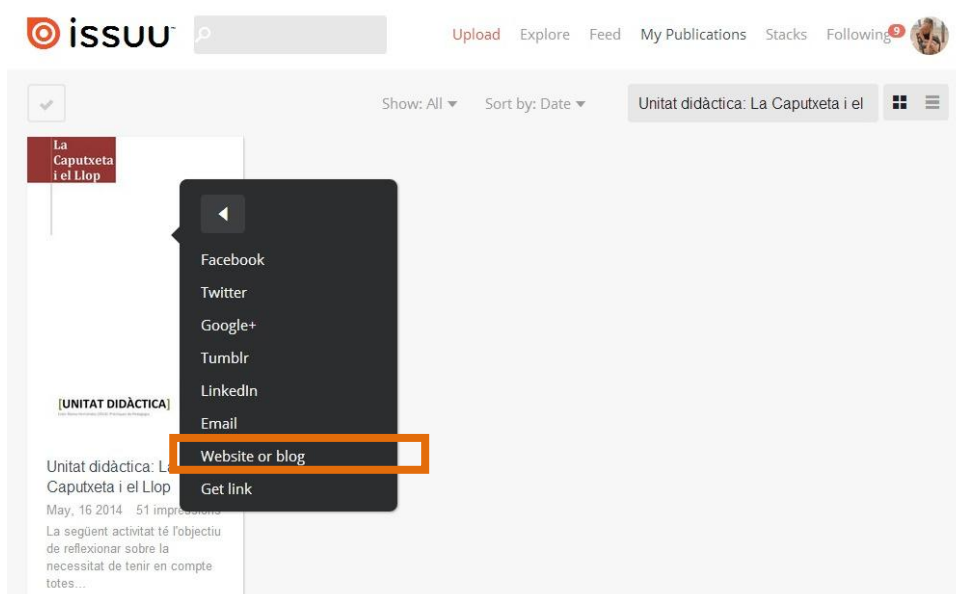 issuu
Upload Explore Feed My Publications Stacks Following 9
Show: All Sort by: Date Unitat didàctica: La Caputxeta i el
La
Caputxeta
i el Llop
Facebook
Twitter
Google+
Tumblr
LinkedIn
[UNITAT DIDÀCTICA]
Email
Website or blog
Get link
Unitat didàctica: La
Caputxeta i el Llop
May, 16 2014 51 impressions
La següent activitat té l'objectiu
de reflexionar sobre la
necessitat de tenir en compte
totes...